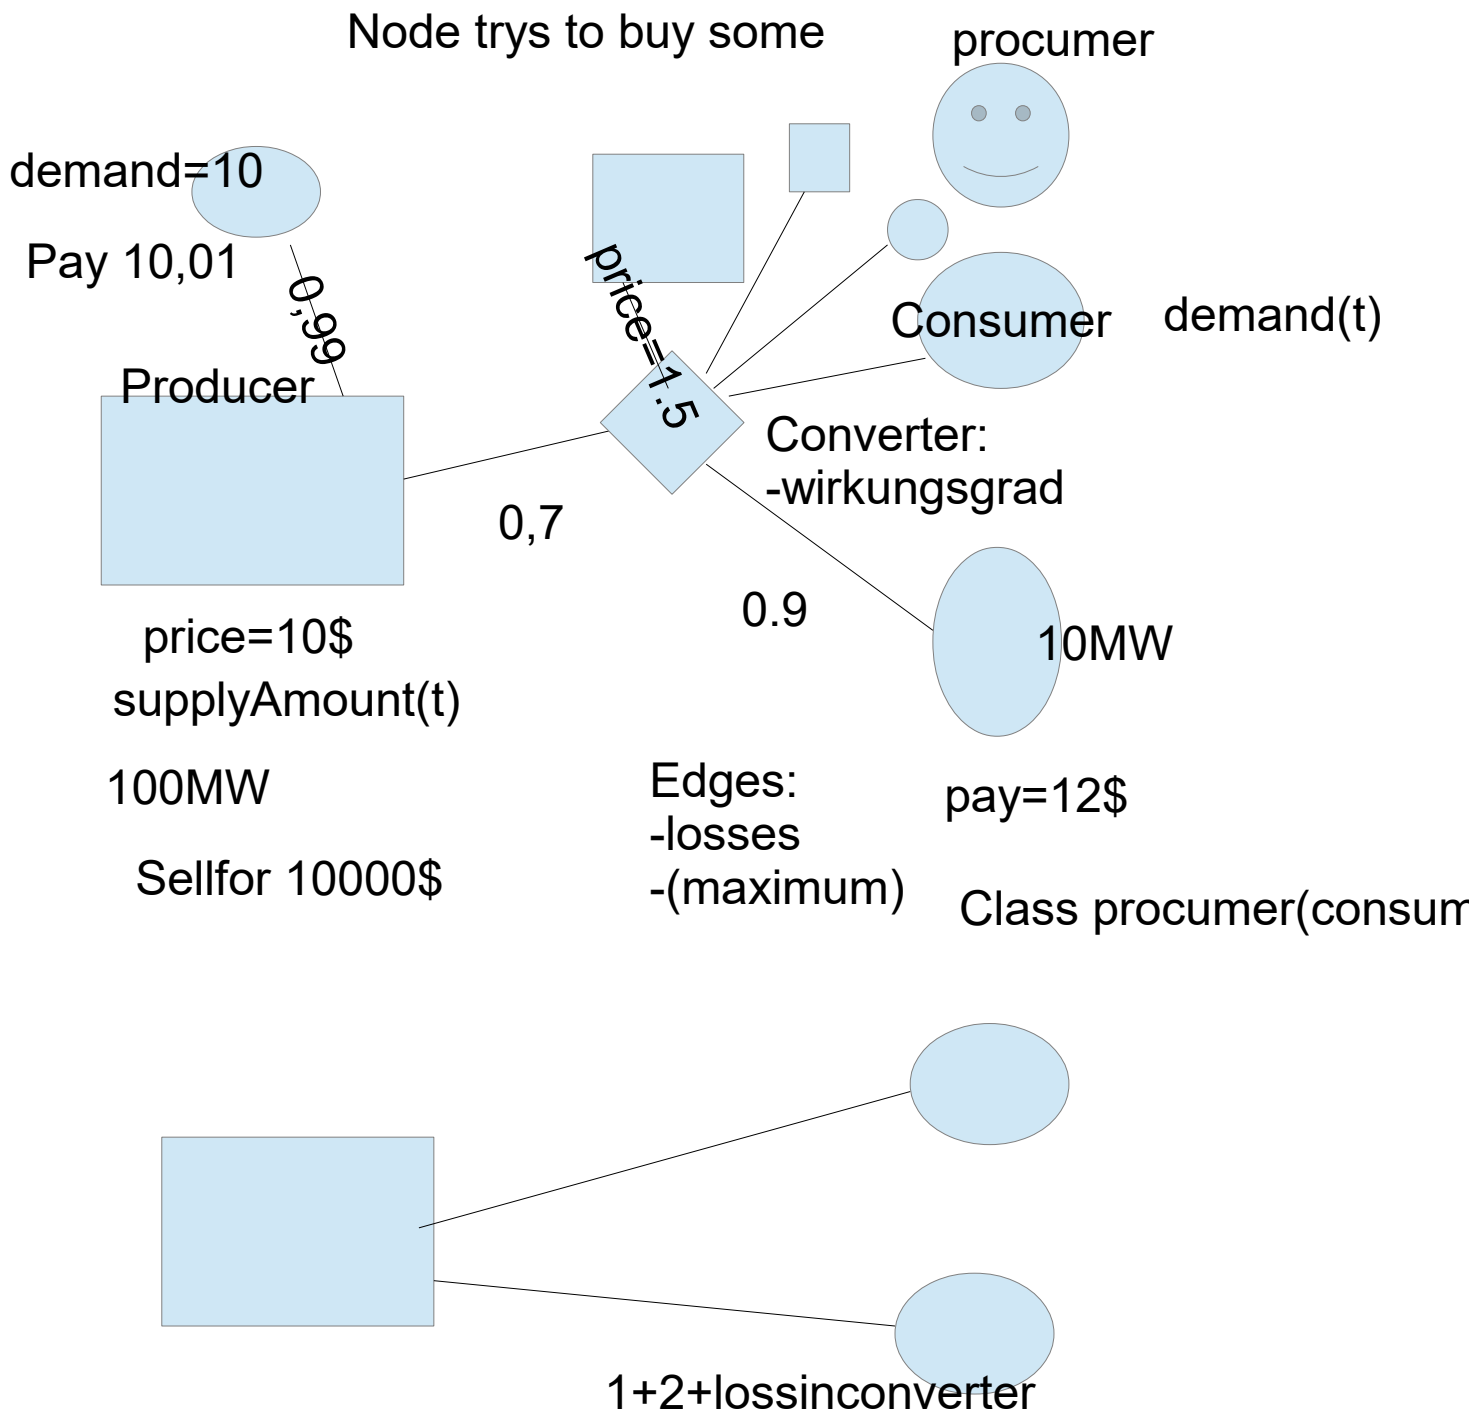 Node trys to buy some
procumer
demand=10
Pay 10,01
0,99
price=1.5
Consumer
demand(t)
Producer
Converter:
-wirkungsgrad
0,7
0.9
10MW
price=10$
supplyAmount(t)
100MW
Sellfor 10000$
Edges:
-losses
-(maximum)
pay=12$
Class procumer(consum
1+2+lossinconverter